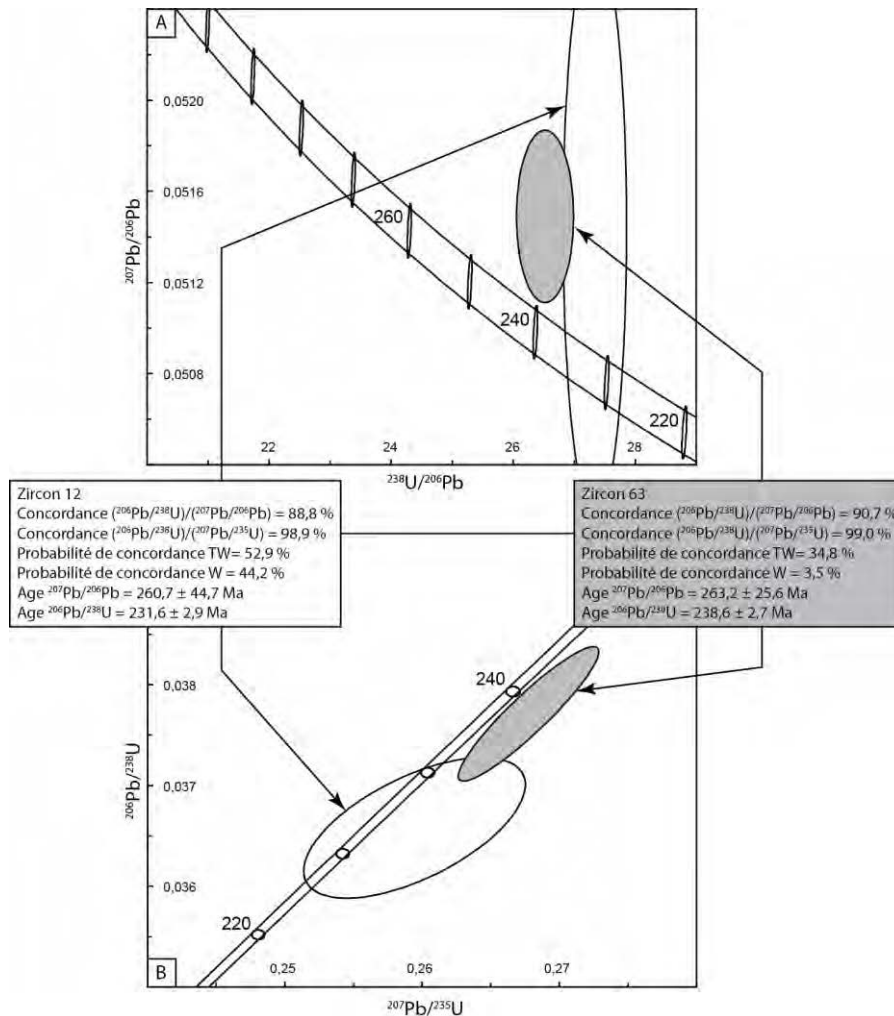 A
0,0520
0,0516
0,0512
0,0508
²⁰⁷Pb/²⁰⁶Pb
260
240
220
22
24
26
28
²³⁸U/²⁰⁶Pb
Zircon 12
Concordance (²⁰⁶Pb/²³⁸U)/(²⁰⁷Pb/²⁰⁶Pb) = 88,8 %
Concordance (²⁰⁶Pb/²³⁸U)/(²⁰⁷Pb/²³⁵U) = 98,9 %
Probabilité de concordance TW= 52,9 %
Probabilité de concordance W = 44,2 %
Age ²⁰⁷Pb/²⁰⁶Pb = 260,7 ± 44,7 Ma
Age ²⁰⁶Pb/²³⁸U = 231,6 ± 2,9 Ma
Zircon 63
Concordance (²⁰⁶Pb/²³⁸U)/(²⁰⁷Pb/²⁰⁶Pb) = 90,7 %
Concordance (²⁰⁶Pb/²³⁸U)/(²⁰⁷Pb/²³⁵U) = 99,0 %
Probabilité de concordance TW= 34,8 %
Probabilité de concordance W = 3,5 %
Age ²⁰⁷Pb/²⁰⁶Pb = 263,2 ± 25,6 Ma
Age ²⁰⁶Pb/²³⁸U = 238,6 ± 2,7 Ma
0,038
0,037
0,036
²⁰⁶Pb/²³⁸U
240
220
B
0,25
0,26
0,27
²⁰⁷Pb/²³⁵U